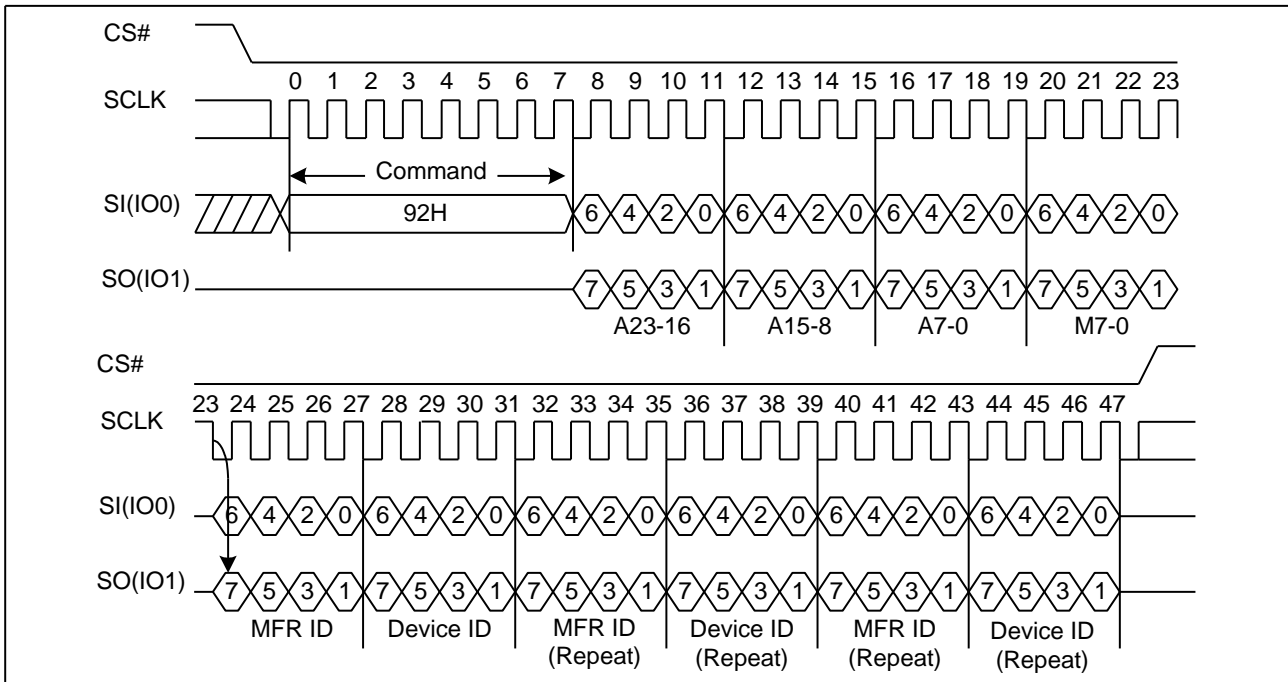 CS#
0 1 2 3 4 5 6 7 8 9 10 11 12 13 14 15 16 17 18 19 20 21 22 23
SCLK
Command
SI(IO0)
92H
6 4 2 0 6 4 2 0 6 4 2 0 6 4 2 0
SO(IO1)
7 5 3 1 7 5 3 1 7 5 3 1 7 5 3 1
A23-16 A15-8 A7-0 M7-0
CS#
23 24 25 26 27 28 29 30 31 32 33 34 35 36 37 38 39 40 41 42 43 44 45 46 47
SCLK
SI(IO0)
6 4 2 0 6 4 2 0 6 4 2 0 6 4 2 0 6 4 2 0 6 4 2 0
SO(IO1)
7 5 3 1 7 5 3 1 7 5 3 1 7 5 3 1 7 5 3 1 7 5 3 1
MFR ID Device ID MFR ID Device ID MFR ID Device ID
(Repeat) (Repeat) (Repeat) (Repeat)